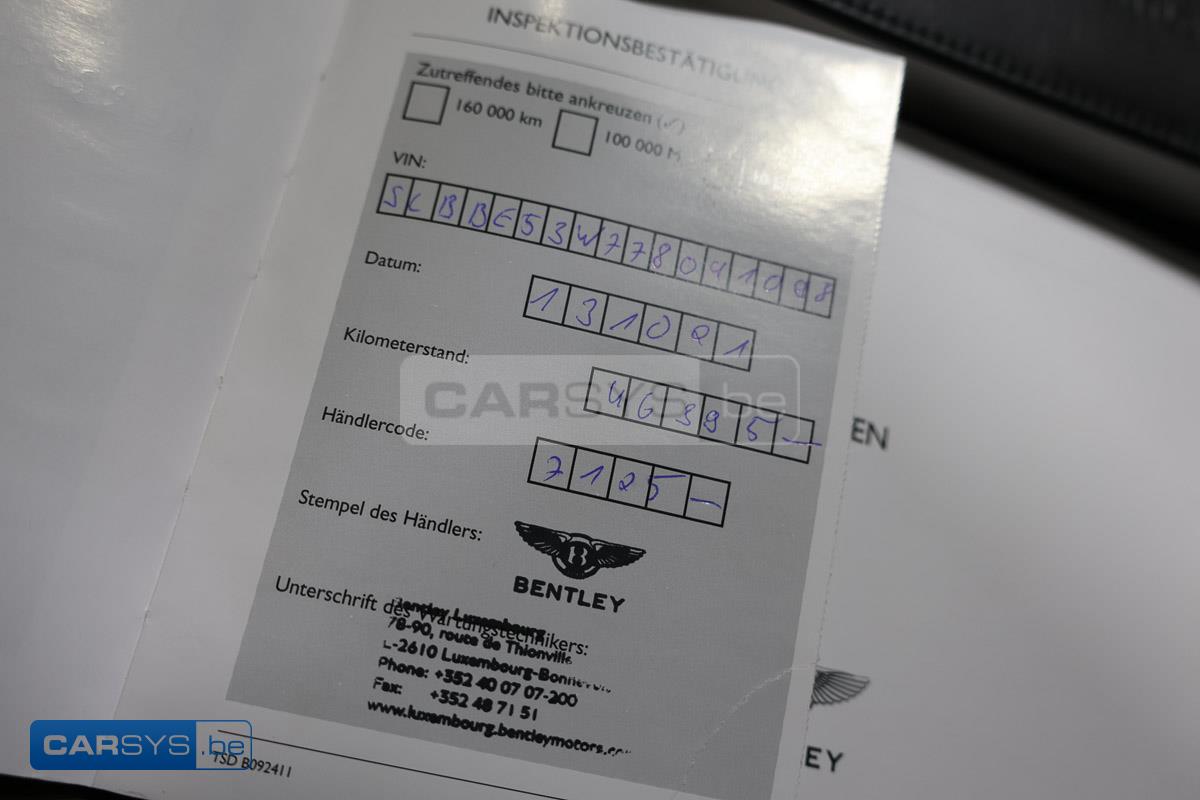 INSPEKTIONSBESTÄTIGUNG
Zutreffendes bitte ankreuzen (✓)
160 000 km
100 000 M
VIN:
SCBBE53W778041098
Datum:
131021
Kilometerstand:
46395—
CARSYS.be
Händlercode:
7125—
EN
Stempel des Händlers:
BENTLEY
Unterschrift des Wartungstechnikers:
Bentley Luxembourg
78-90, route de Thionville
L-2610 Luxembourg-Bonnevoie
Phone: +352 40 07 07-200
Fax: +352 48 71 51
www.luxembourg.bentleymotors.com
EY
CARSYS.be
TSD B092411